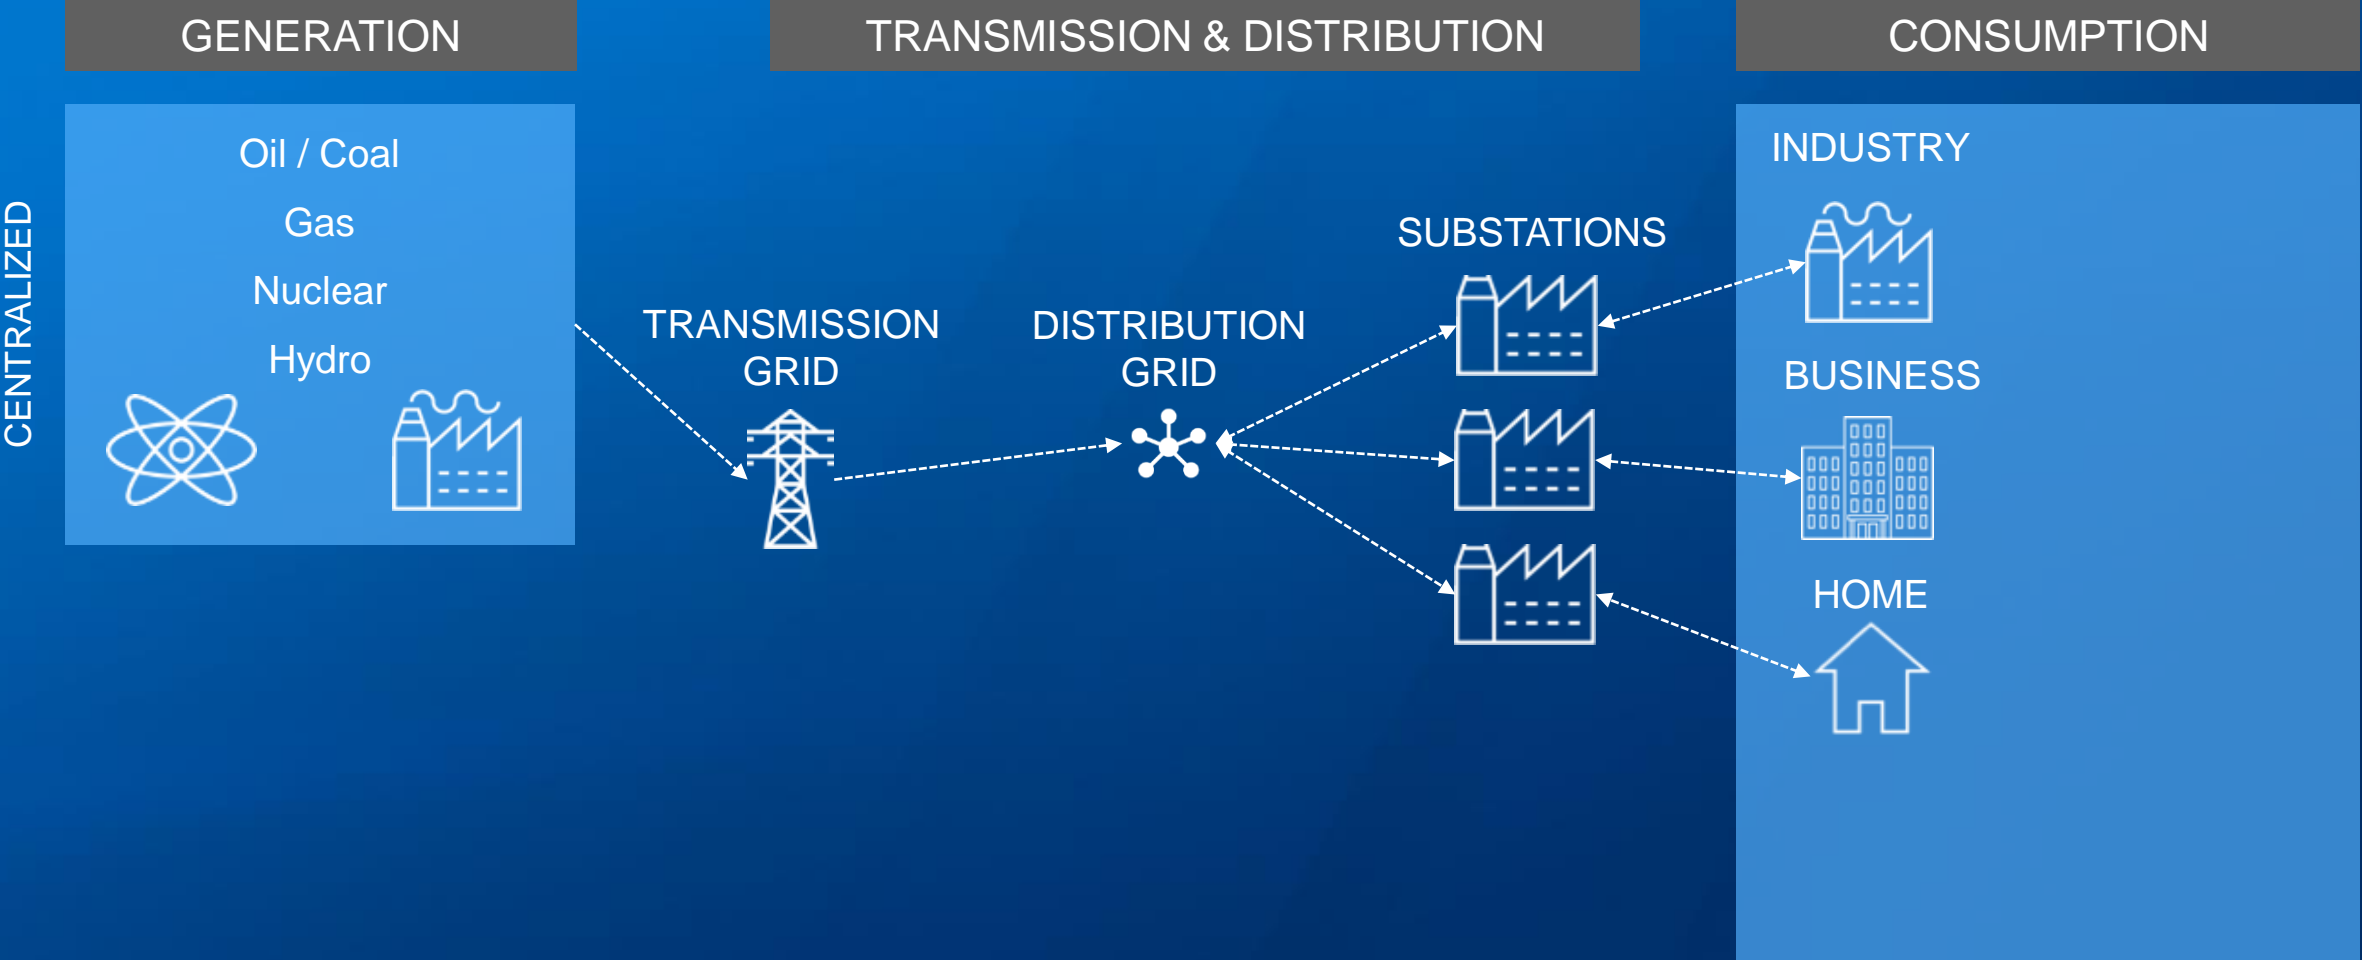 GENERATION
TRANSMISSION & DISTRIBUTION
CONSUMPTION
CENTRALIZED
Oil / Coal
Gas
Nuclear
Hydro
TRANSMISSION
GRID
DISTRIBUTION
GRID
SUBSTATIONS
INDUSTRY
BUSINESS
HOME